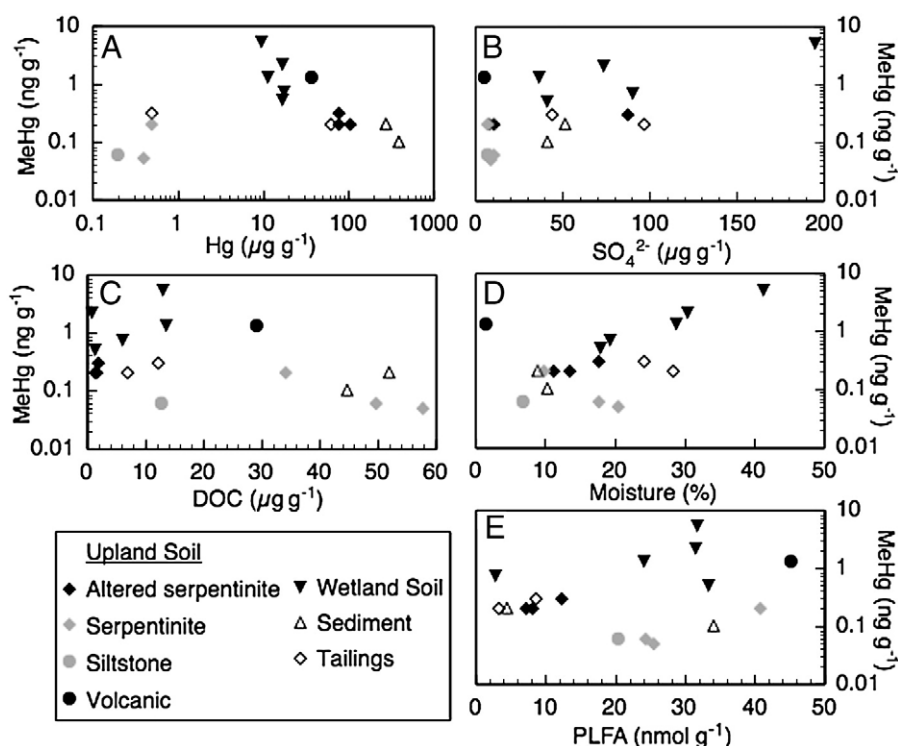 A
MeHg (ng g⁻¹)
10
1
0.1
0.01
0.1 1 10 100 1000
Hg (μg g⁻¹)
B
MeHg (ng g⁻¹)
10
1
0.1
0.01
0 50 100 150 200
SO₄²⁻ (μg g⁻¹)
C
MeHg (ng g⁻¹)
10
1
0.1
0.01
0 10 20 30 40 50 60
DOC (μg g⁻¹)
D
MeHg (ng g⁻¹)
10
1
0.1
0.01
0 10 20 30 40 50
Moisture (%)
Upland Soil
Altered serpentinite
Serpentinite
Siltstone
Volcanic
Wetland Soil
Sediment
Tailings
E
MeHg (ng g⁻¹)
10
1
0.1
0.01
0 10 20 30 40 50
PLFA (nmol g⁻¹)